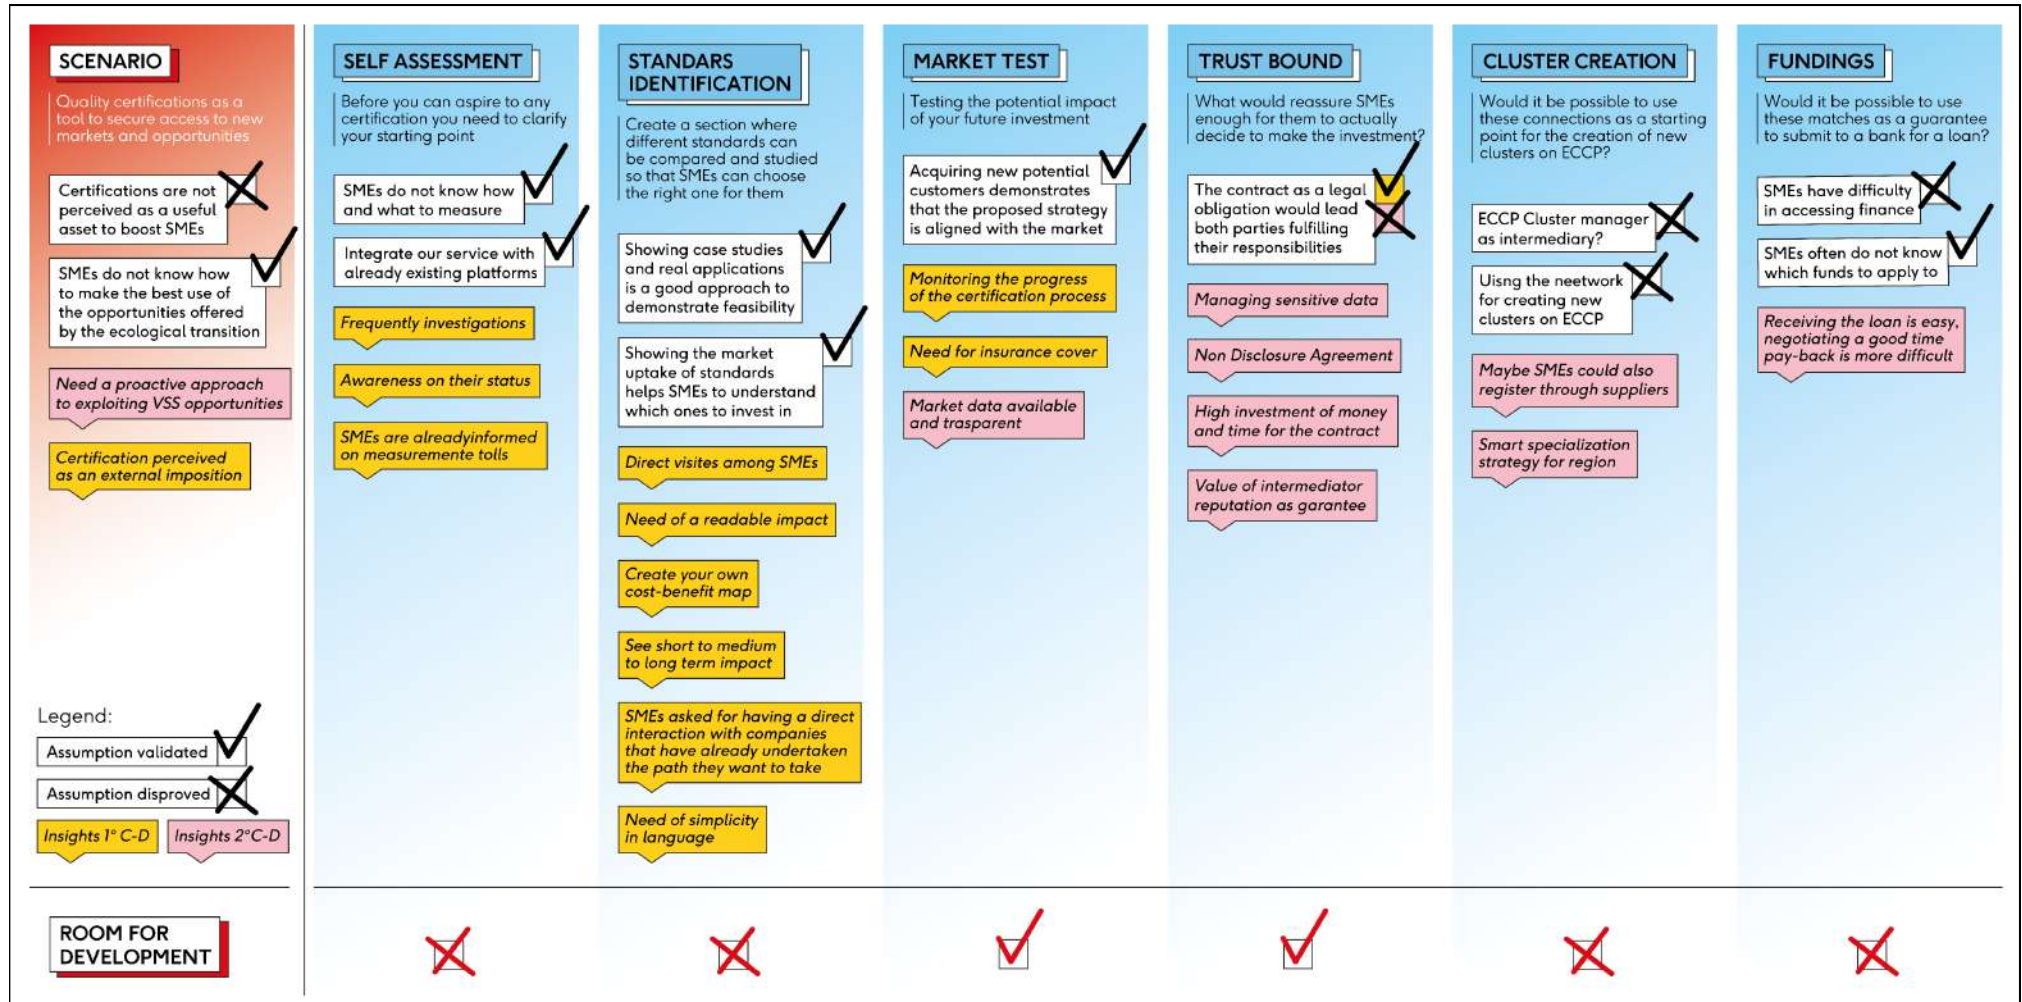 SCENARIO
Quality certifications as a
tool to secure access to new
markets and opportunities
Certifications are not
perceived as a useful
asset to boost SMEs
SMEs do not know how
to make the best use of
the opportunities offered
by the ecological transition
Need a proactive approach
to exploiting VSS opportunities
Certification perceived
as an external imposition
Legend:
Assumption validated
Assumption disproved
Insights 1° C-D
Insights 2°C-D
SELF ASSESSMENT
Before you can aspire to any
certification you need to clarify
your starting point
SMEs do not know how
and what to measure
Integrate our service with
already existing platforms
Frequently investigations
Awareness on their status
SMEs are alreadyinformed
on measuremente tolls
STANDARS
IDENTIFICATION
Create a section where
different standards can
be compared and studied
so that SMEs can choose
the right one for them
Showing case studies
and real applications
is a good approach to
demonstrate feasibility
Showing the market
uptake of standards
helps SMEs to understand
which ones to invest in
Direct visites among SMEs
Need of a readable impact
Create your own
cost-benefit map
See short to medium
to long term impact
SMEs asked for having a direct
interaction with companies
that have already undertaken
the path they want to take
Need of simplicity
in language
MARKET TEST
Testing the potential impact
of your future investment
Acquiring new potential
customers demonstrates
that the proposed strategy
is aligned with the market
Monitoring the progress
of the certification process
Need for insurance cover
Market data available
and trasparent
TRUST BOUND
What would reassure SMEs
enough for them to actually
decide to make the investment?
The contract as a legal
obligation would lead
both parties fulfilling
their responsibilities
Managing sensitive data
Non Disclosure Agreement
High investment of money
and time for the contract
Value of intermediator
reputation as garantee
CLUSTER CREATION
Would it be possible to use
these connections as a starting
point for the creation of new
clusters on ECCP?
ECCP Cluster manager
as intermediary?
Uisng the neetwork
for creating new
clusters on ECCP
Maybe SMEs could also
register through suppliers
Smart specialization
strategy for region
FUNDINGS
Would it be possible to use
these matches as a guarantee
to submit to a bank for a loan?
SMEs have difficulty
in accessing finance
SMEs often do not know
which funds to apply to
Receiving the loan is easy,
negotiating a good time
pay-back is more difficult
ROOM FOR
DEVELOPMENT